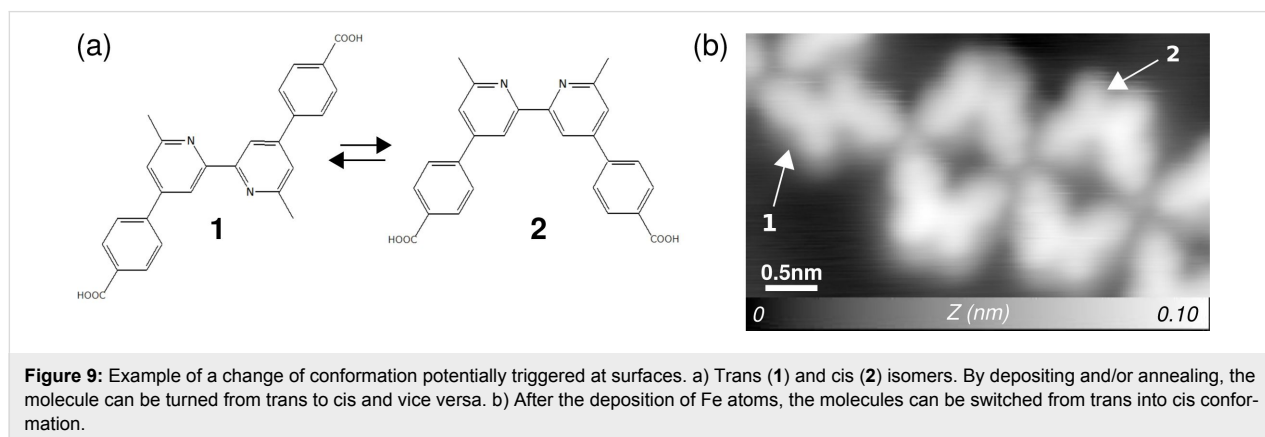 (a)
COOH
N
N
HOOC
1
N
N
HOOC
COOH
2
(b)
1
2
0.5nm
0
Z (nm)
0.10
Figure 9: Example of a change of conformation potentially triggered at surfaces. a) Trans (1) and cis (2) isomers. By depositing and/or annealing, the
molecule can be turned from trans to cis and vice versa. b) After the deposition of Fe atoms, the molecules can be switched from trans into cis confor-
mation.